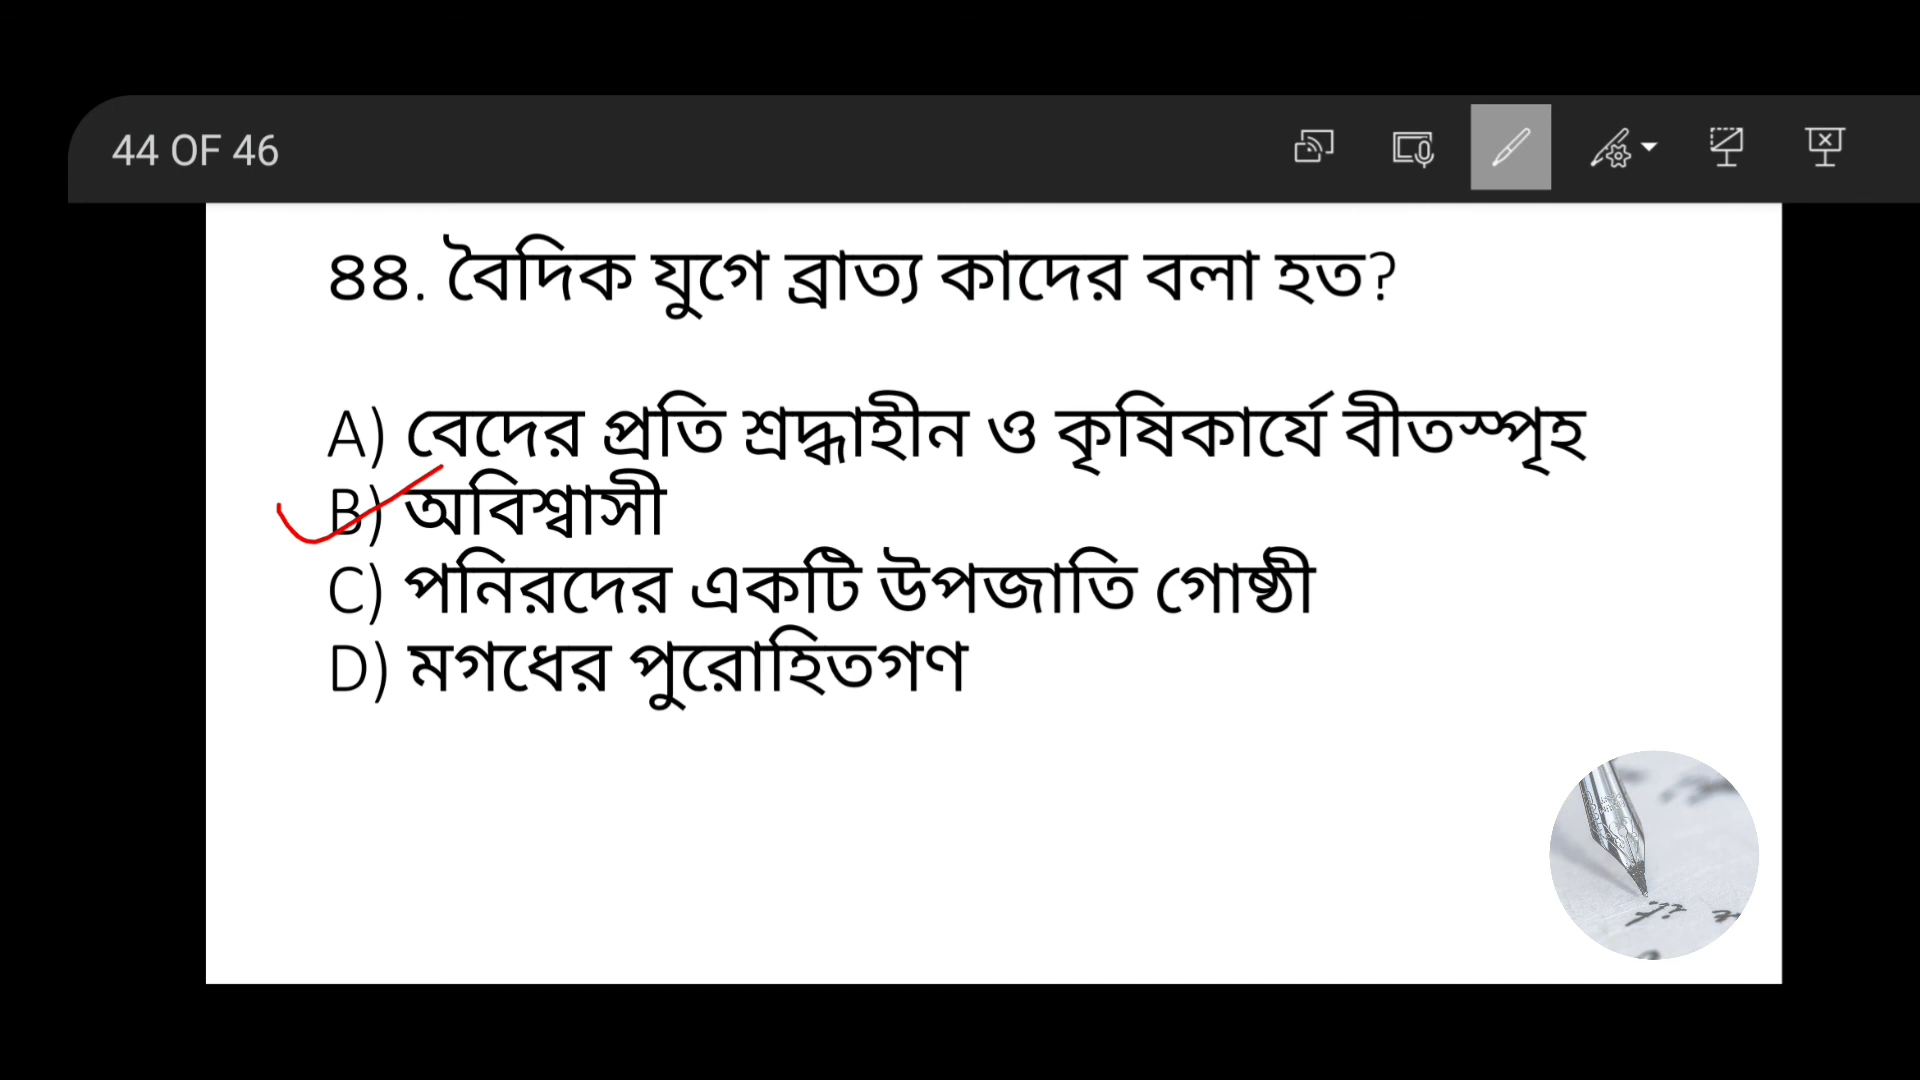 44 OF 46
৪৪. বৈদিক যুগে ব্রাত্য কাদের বলা হত?
A) বেদের প্রতি শ্রদ্ধাহীন ও কৃষিকার্যে বীতস্পৃহ
B) অবিশ্বাসী
C) পনিরদের একটি উপজাতি গোষ্ঠী
D) মগধের পুরোহিতগণ